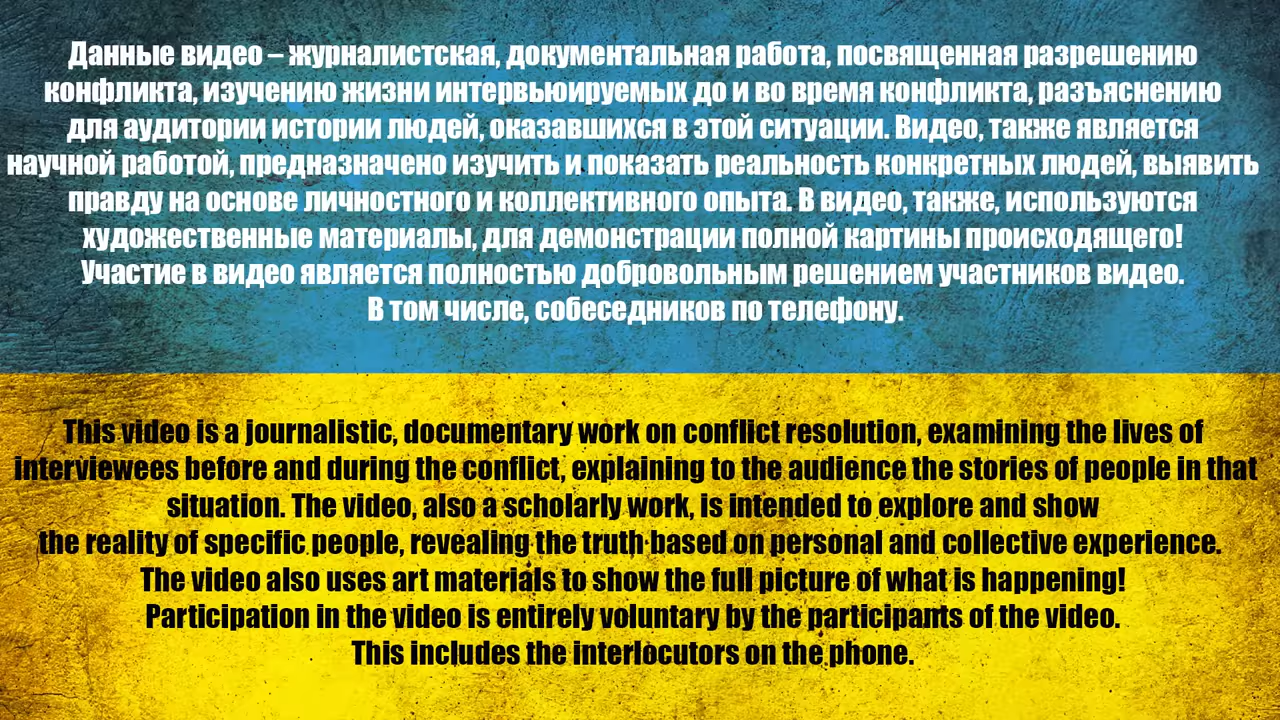 Данные видео – журналистская, документальная работа, посвященная разрешению
конфликта, изучению жизни интервьюируемых до и во время конфликта, разъяснению
для аудитории истории людей, оказавшихся в этой ситуации. Видео, также является
научной работой, предназначено изучить и показать реальность конкретных людей, выявить
правду на основе личностного и коллективного опыта. В видео, также, используются
художественные материалы, для демонстрации полной картины происходящего!
Участие в видео является полностью добровольным решением участников видео.
В том числе, собеседников по телефону.
This video is a journalistic, documentary work on conflict resolution, examining the lives of
interviewees before and during the conflict, explaining to the audience the stories of people in that
situation. The video, also a scholarly work, is intended to explore and show
the reality of specific people, revealing the truth based on personal and collective experience.
The video also uses art materials to show the full picture of what is happening!
Participation in the video is entirely voluntary by the participants of the video.
This includes the interlocutors on the phone.